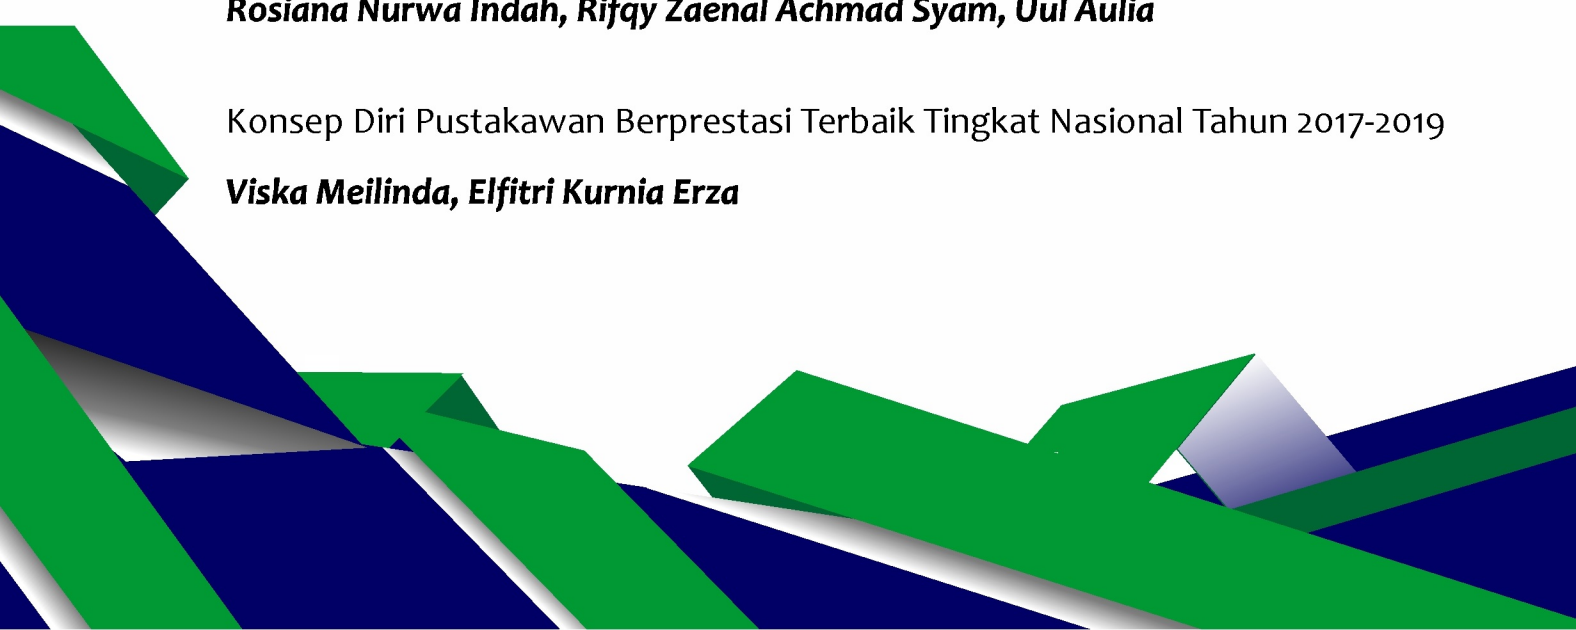 Rosiana Nurwa Indah, Rifqy Zaenal Achmad Syam, Uul Aulia
Konsep Diri Pustakawan Berprestasi Terbaik Tingkat Nasional Tahun 2017-2019
Viska Meilinda, Elfitri Kurnia Erza